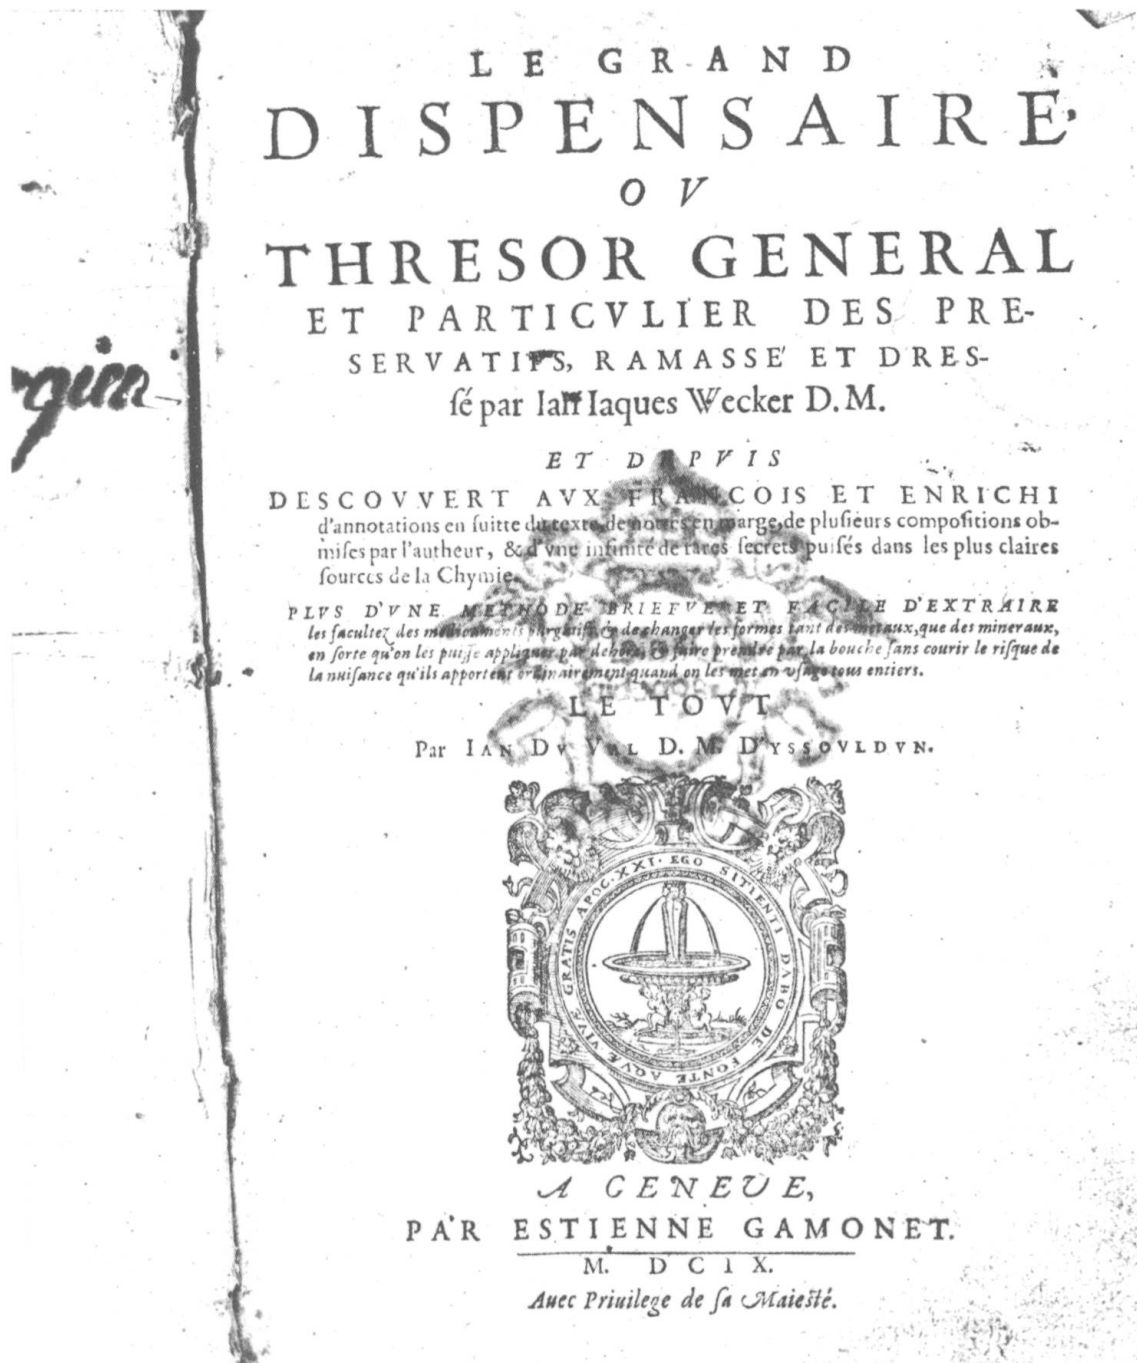 LE GRAND
DISPENSAIRE,
OV
THRESOR GENERAL
ET PARTICVLIER DES PRE-
SERVATIFS, RAMASSE' ET DRES-
sé par Ian Iaques Wecker D. M.
ET DEPVIS
DESCOVVERT AVX FRANCOIS ET ENRICHI
d'annotations en suitte du texte, de nottes en marge, de plusieurs compositions ob-
mises par l'autheur, & d'vne infinité de rares secrets puisés dans les plus claires
sources de la Chymie.
PLVS D'VNE METHODE BRIEFVE ET FACILE D'EXTRAIRE
les facultez des medicaments purgatifs, & de changer les formes tant des metaux, que des mineraux,
en sorte qu'on les puisse appliquer par dehors, & faire prendre par la bouche sans courir le risque de
la nuisance qu'ils apportent ordinairement quand on les met en vsage tous entiers.
LE TOVT
Par IAN DV VAL D. M. D'YSSOVLDVN.
APOC. XXI. EGO SITIENTI DABO DE FONTE AQVÆ VIVÆ GRATIS
A GENEVE,
PAR ESTIENNE GAMONET.
M. DCIX.
Auec Priuilege de sa Maiesté.